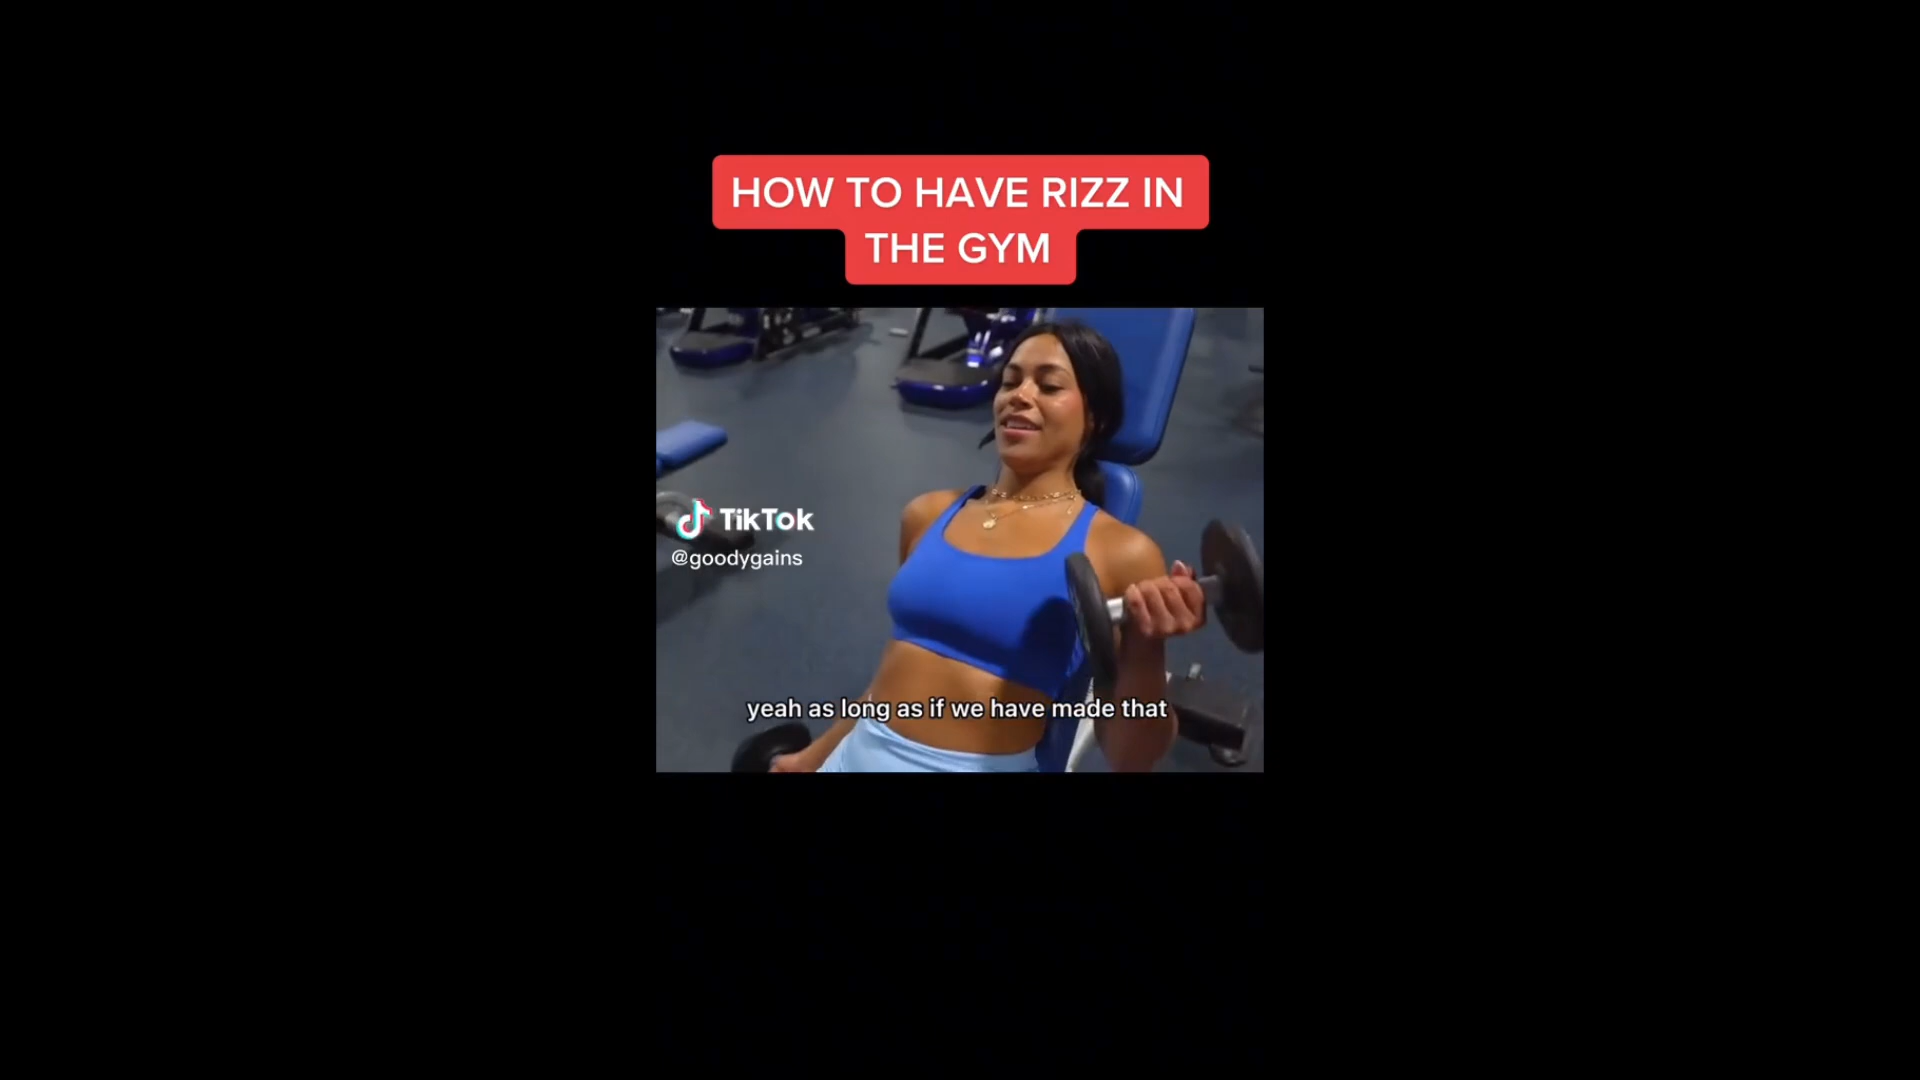 HOW TO HAVE RIZZ IN
THE GYM
TikTok
@goodygains
yeah as long as if we have made that